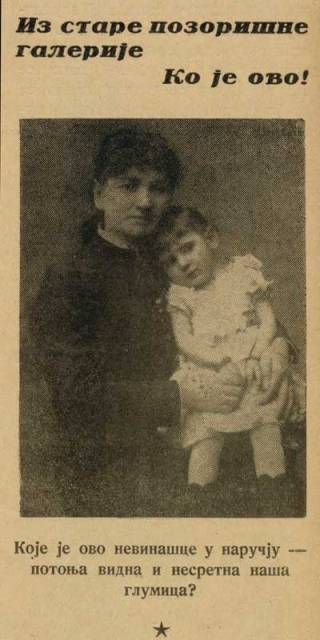 Из старе позоришне
галерије
Ко је ово!
Које је ово невинашце у наручју —
потоња видна и несретна наша
глумица?